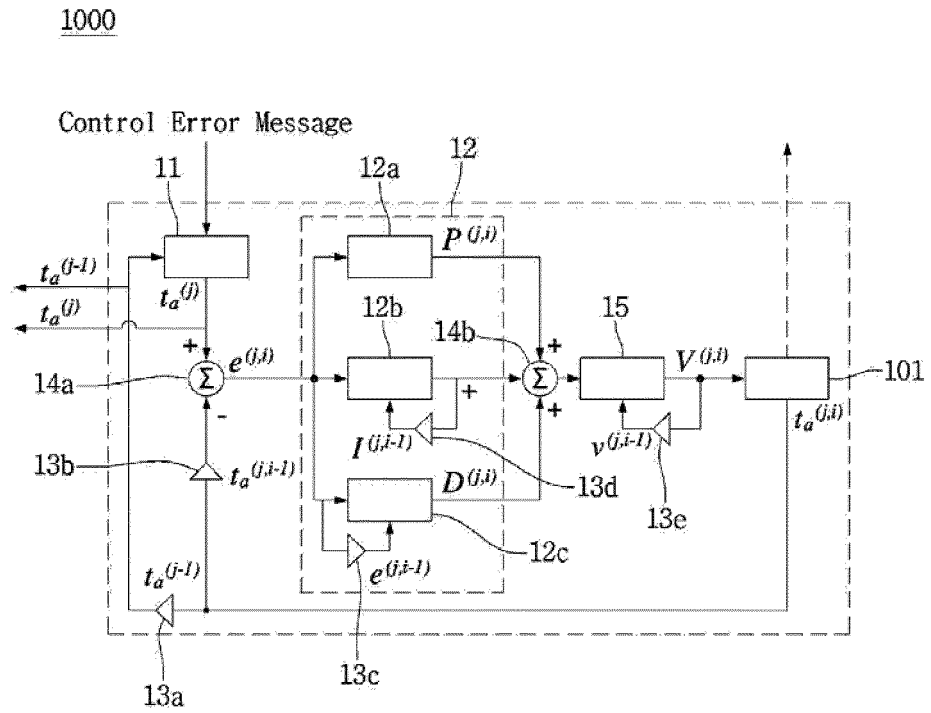 1000
Control Error Message
11
12a
12
P(j,i)
ta(j-1)
ta(j)
ta(j)
12b
14b
15
+
e(j,i)
+
V(j,i)
14a
Σ
Σ
101
-
+
+
ta(j,i)
I(j,i-1)
v(j,i-1)
13b
ta(j,i-1)
D(j,i)
13d
13e
12c
e(j,i-1)
ta(j-1)
13a
13c